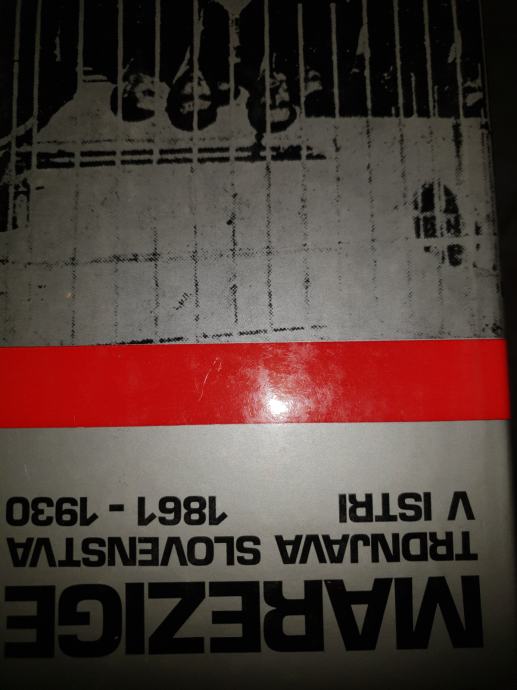 MAREZIGE
TRDNJAVA SLOVENSTVA
V ISTRI 1861 - 1930